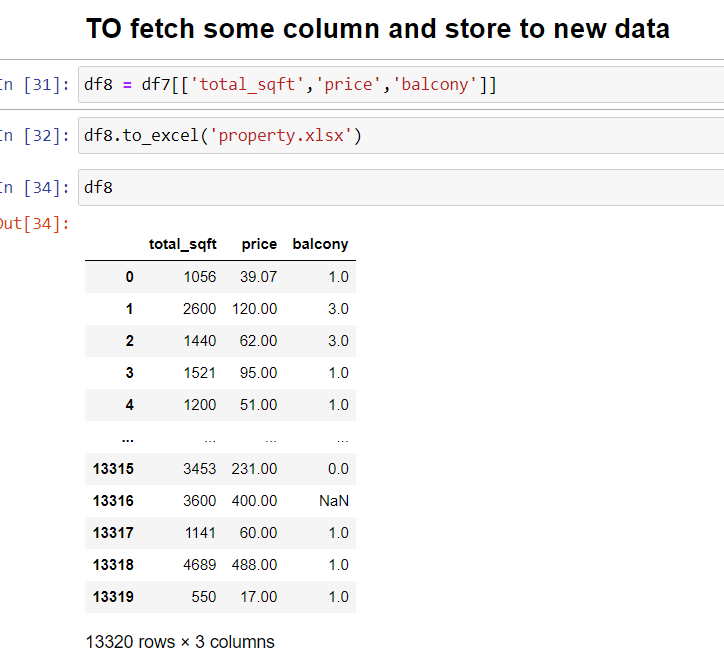 TO fetch some column and store to new data
In [31]: df8 = df7[['total_sqft','price','balcony']]
In [32]: df8.to_excel('property.xlsx')
In [34]: df8
Out[34]:
total_sqft price balcony
0 1056 39.07 1.0
1 2600 120.00 3.0
2 1440 62.00 3.0
3 1521 95.00 1.0
4 1200 51.00 1.0
... ... ... ...
13315 3453 231.00 0.0
13316 3600 400.00 NaN
13317 1141 60.00 1.0
13318 4689 488.00 1.0
13319 550 17.00 1.0
13320 rows × 3 columns